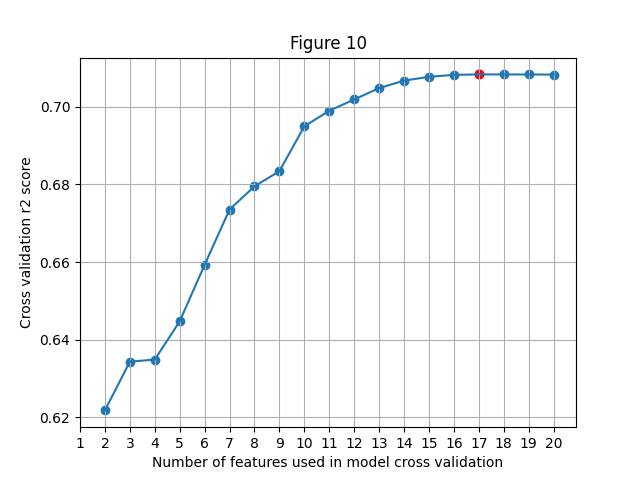 Figure 10
0.70
0.68
0.66
0.64
0.62
Cross validation r2 score
1 2 3 4 5 6 7 8 9 10 11 12 13 14 15 16 17 18 19 20
Number of features used in model cross validation